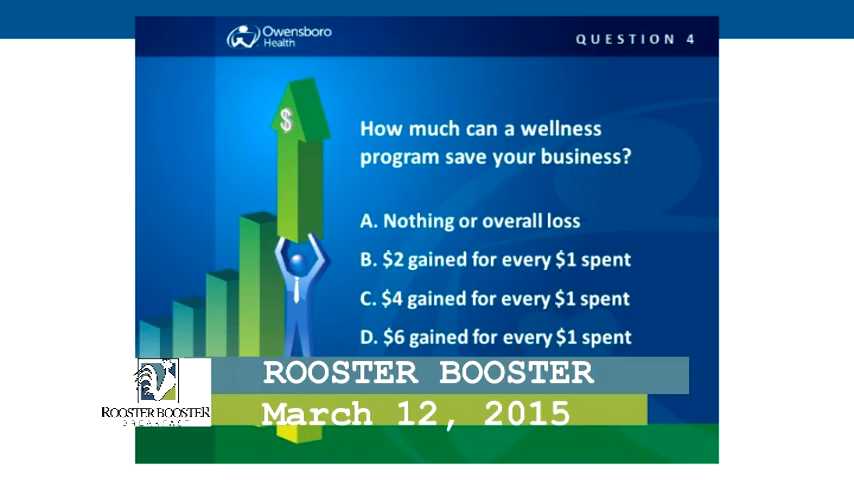 Owensboro
Health
QUESTION 4
$
How much can a wellness
program save your business?
A. Nothing or overall loss
B. $2 gained for every $1 spent
C. $4 gained for every $1 spent
D. $6 gained for every $1 spent
ROOSTER BOOSTER
March 12, 2015
ROOSTER BOOSTER
BREAKFAST